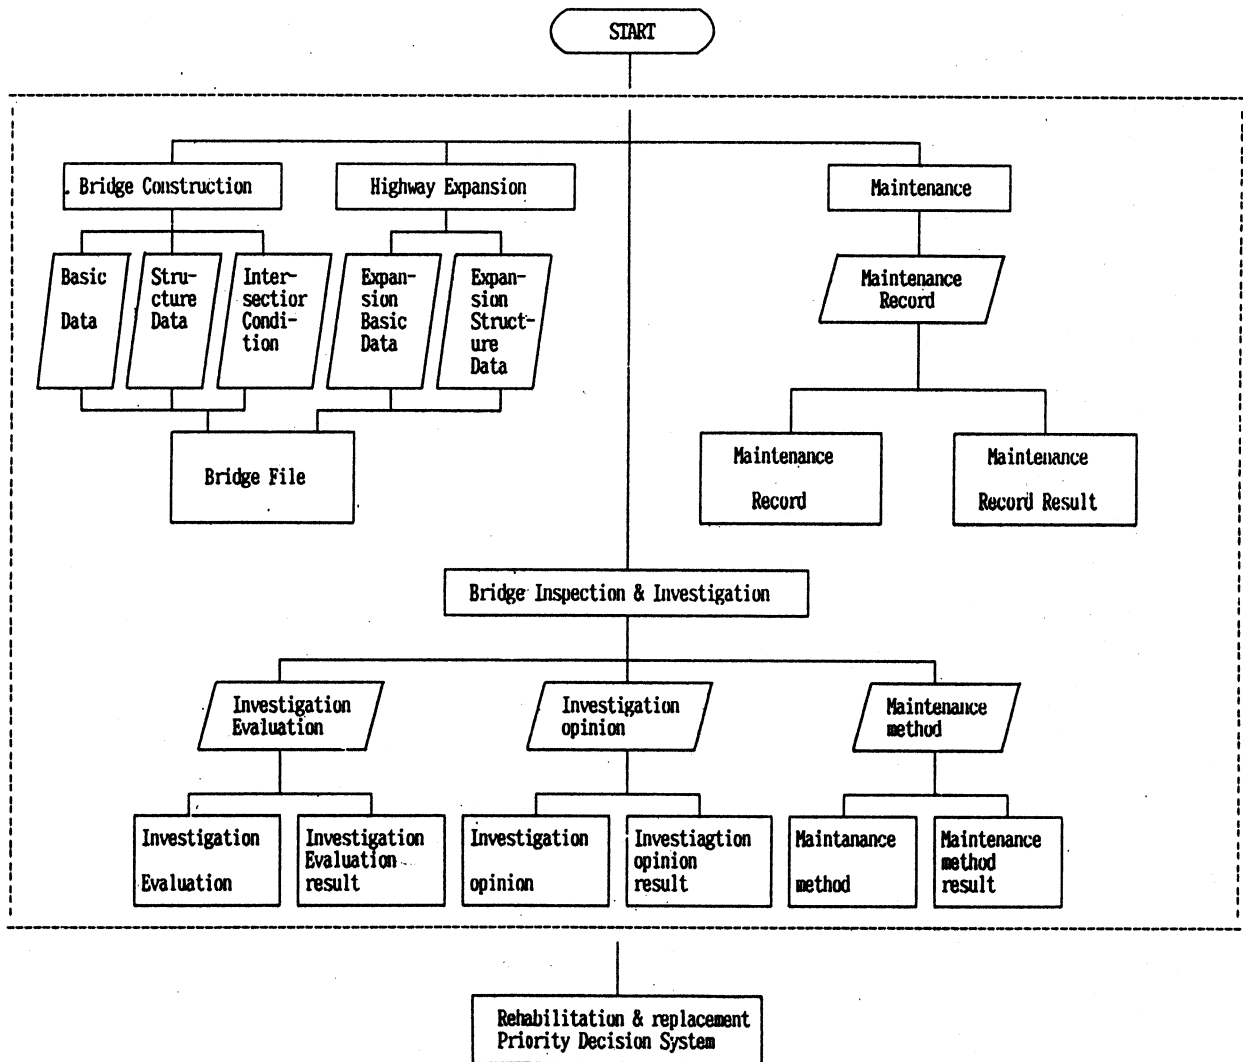 START
Bridge Construction
Highway Expansion
Maintenance
Basic
Data
Stru-
cture
Data
Inter-
sectior
Condi-
tion
Expan-
sion
Basic
Data
Expan-
sion
Struct-
ure
Data
Maintenance
Record
Bridge File
Maintenance
Record
Maintenance
Record Result
Bridge Inspection & Investigation
Investigation
Evaluation
Investigation
opinion
Maintenance
method
Investigation
Evaluation
Investigation
Evaluation
result
Investigation
opinion
Investiagtion
opinion
result
Maintanance
method
Maintenance
method
result
Rehabilitation & replacement
Priority Decision System